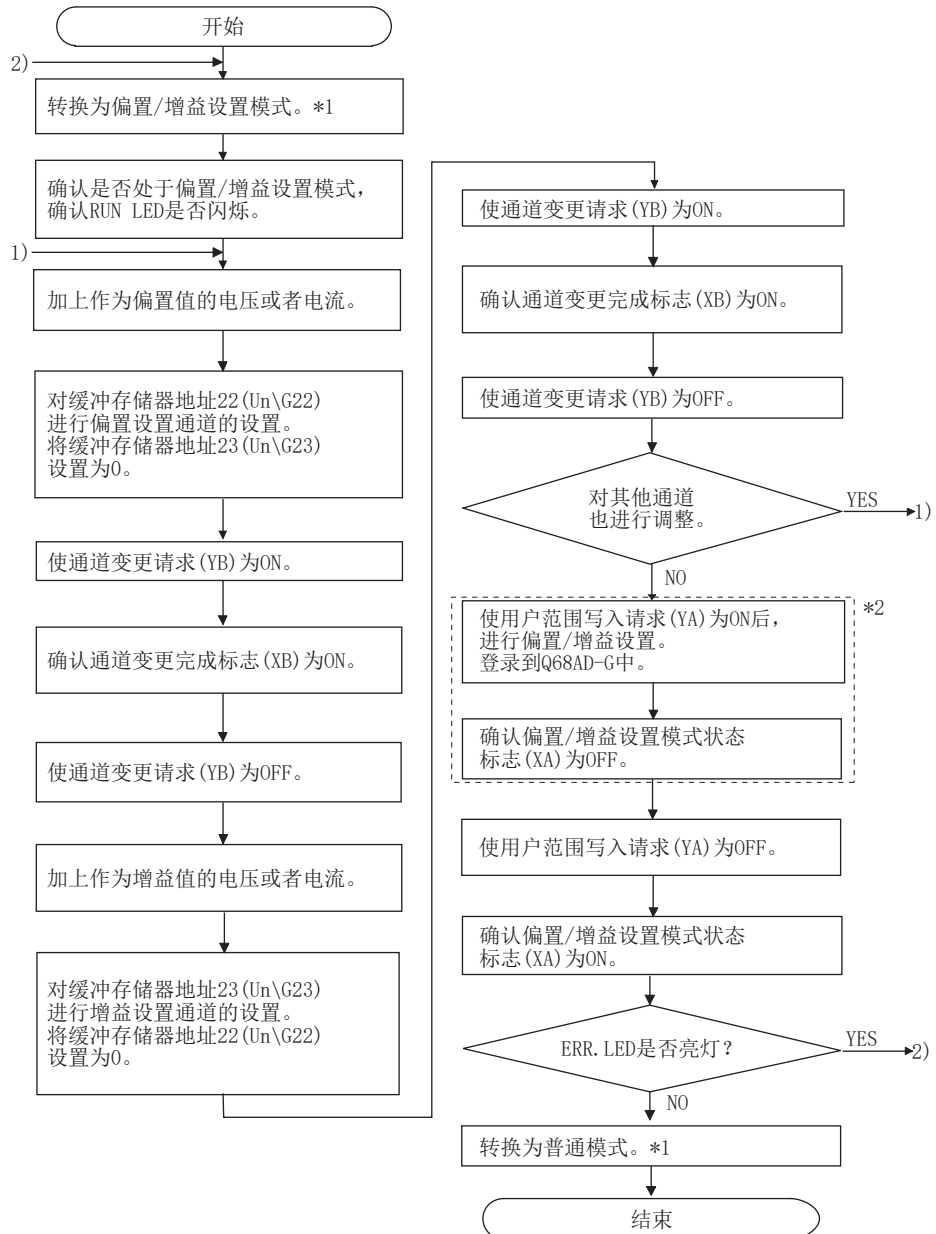 开始
2)
转换为偏置/增益设置模式。*1
确认是否处于偏置/增益设置模式，
确认RUN LED是否闪烁。
1)
加上作为偏置值的电压或者电流。
对缓冲存储器地址22(Un\G22)
进行偏置设置通道的设置。
将缓冲存储器地址23(Un\G23)
设置为0。
使通道变更请求(YB)为ON。
确认通道变更完成标志(XB)为ON。
使通道变更请求(YB)为OFF。
加上作为增益值的电压或者电流。
对缓冲存储器地址23(Un\G23)
进行增益设置通道的设置。
将缓冲存储器地址22(Un\G22)
设置为0。
使通道变更请求(YB)为ON。
确认通道变更完成标志(XB)为ON。
使通道变更请求(YB)为OFF。
对其他通道
也进行调整。
YES
1)
NO
*2
使用户范围写入请求(YA)为ON后，
进行偏置/增益设置。
登录到Q68AD-G中。
确认偏置/增益设置模式状态
标志(XA)为OFF。
使用户范围写入请求(YA)为OFF。
确认偏置/增益设置模式状态
标志(XA)为ON。
ERR.LED是否亮灯？
YES
2)
NO
转换为普通模式。*1
结束